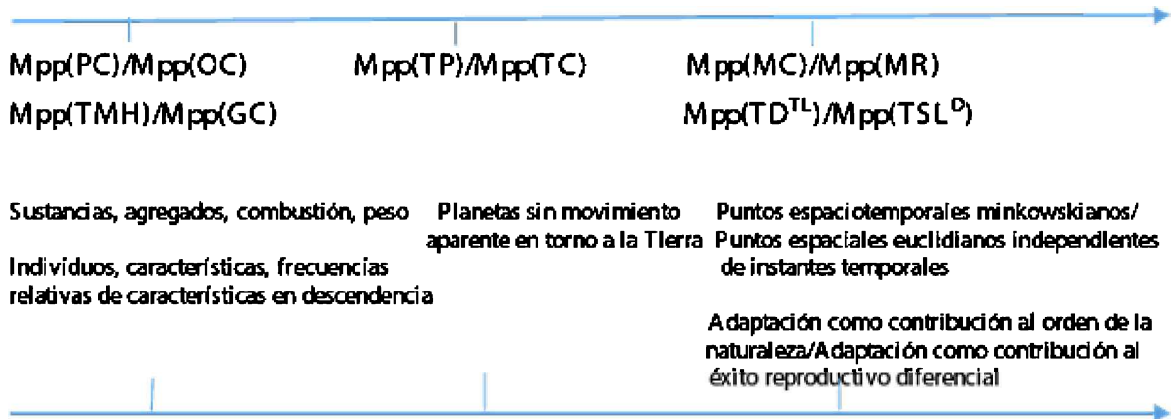 Mpp(PC)/Mpp(OC) Mpp(TP)/Mpp(TC) Mpp(MC)/Mpp(MR)
Mpp(TMH)/Mpp(GC) Mpp(TD^TL)/Mpp(TSL^D)
Sustancias, agregados, combustión, peso
Individuos, características, frecuencias
relativas de características en descendencia
Planetas sin movimiento
aparente en torno a la Tierra
Puntos espaciotemporales minkowskianos/
Puntos espaciales euclidianos independientes
de instantes temporales
Adaptación como contribución al orden de la
naturaleza/Adaptación como contribución al
éxito reproductivo diferencial